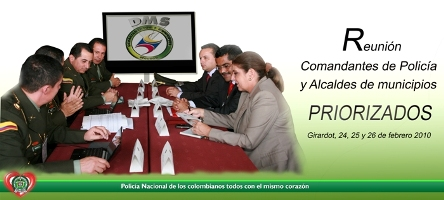 DMS
Reunión
Comandantes de Policía
y Alcaldes de municipios
PRIORIZADOS
Girardot, 24, 25 y 26 de febrero 2010
Policía Nacional de los colombianos todos con el mismo corazón